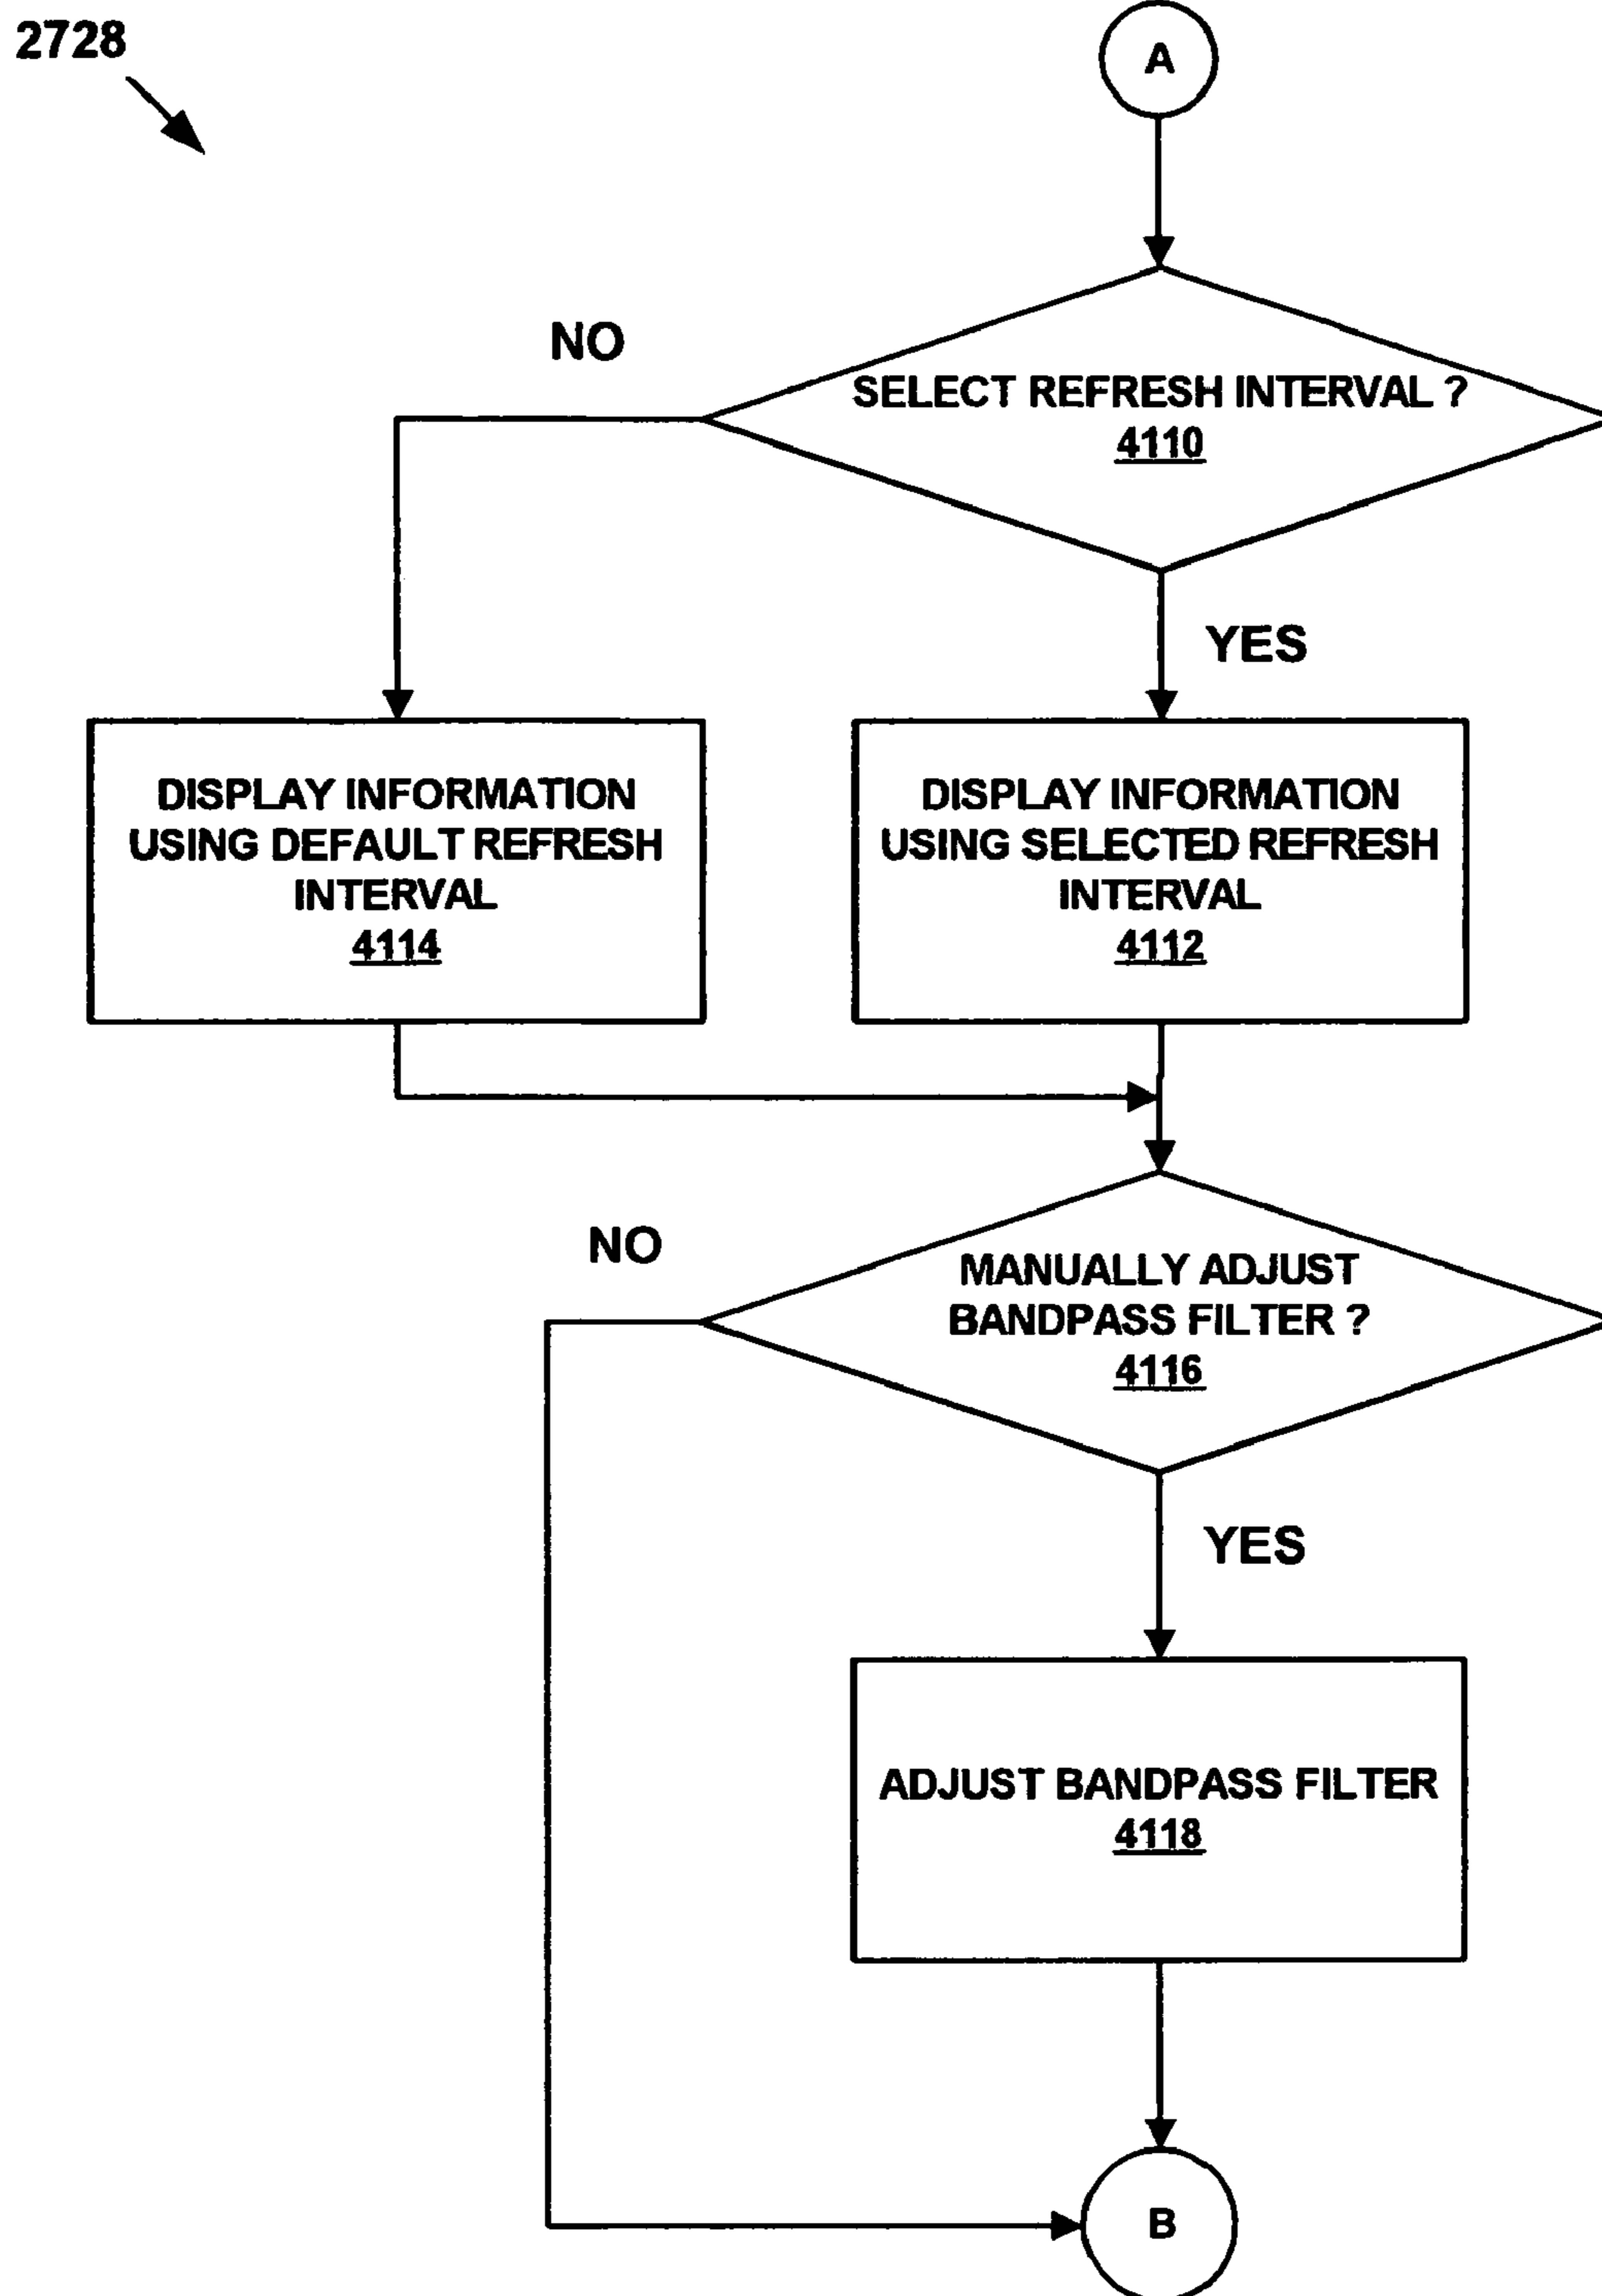 2728
A
NO
SELECT REFRESH INTERVAL ?
4110
YES
DISPLAY INFORMATION
USING DEFAULT REFRESH
INTERVAL
4114
DISPLAY INFORMATION
USING SELECTED REFRESH
INTERVAL
4112
NO
MANUALLY ADJUST
BANDPASS FILTER ?
4116
YES
ADJUST BANDPASS FILTER
4118
B